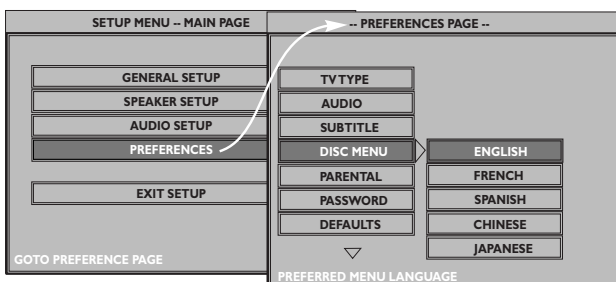 SETUP MENU -- MAIN PAGE
GENERAL SETUP
SPEAKER SETUP
AUDIO SETUP
PREFERENCES
EXIT SETUP
GOTO PREFERENCE PAGE
-- PREFERENCES PAGE --
TV TYPE
AUDIO
SUBTITLE
DISC MENU
PARENTAL
PASSWORD
DEFAULTS
ENGLISH
FRENCH
SPANISH
CHINESE
JAPANESE
PREFERRED MENU LANGUAGE